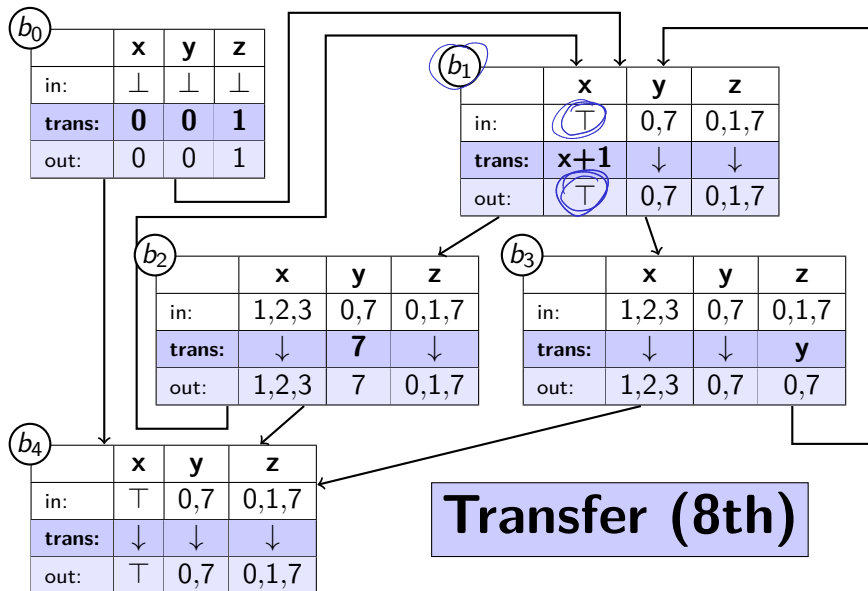 b0
x y z
in: ⊥ ⊥ ⊥
trans: 0 0 1
out: 0 0 1
b1
x y z
in: ⊤ 0,7 0,1,7
trans: x+1 ↓ ↓
out: ⊤ 0,7 0,1,7
b2
x y z
in: 1,2,3 0,7 0,1,7
trans: ↓ 7 ↓
out: 1,2,3 7 0,1,7
b3
x y z
in: 1,2,3 0,7 0,1,7
trans: ↓ ↓ y
out: 1,2,3 0,7 0,7
b4
x y z
in: ⊤ 0,7 0,1,7
trans: ↓ ↓ ↓
out: ⊤ 0,7 0,1,7
Transfer (8th)